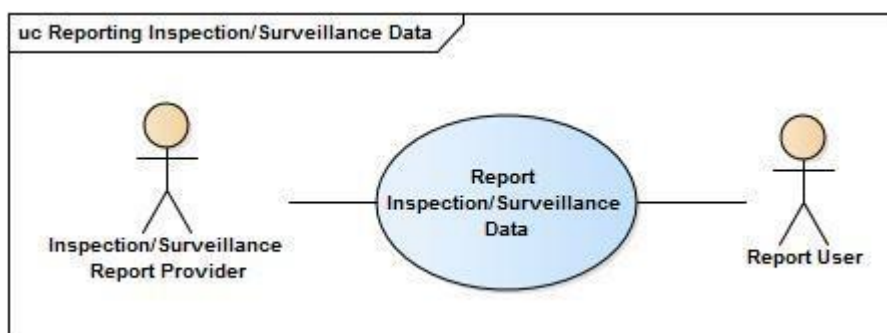 uc Reporting Inspection/Surveillance Data
Report
Inspection/Surveillance
Data
Inspection/Surveillance
Report Provider
Report User